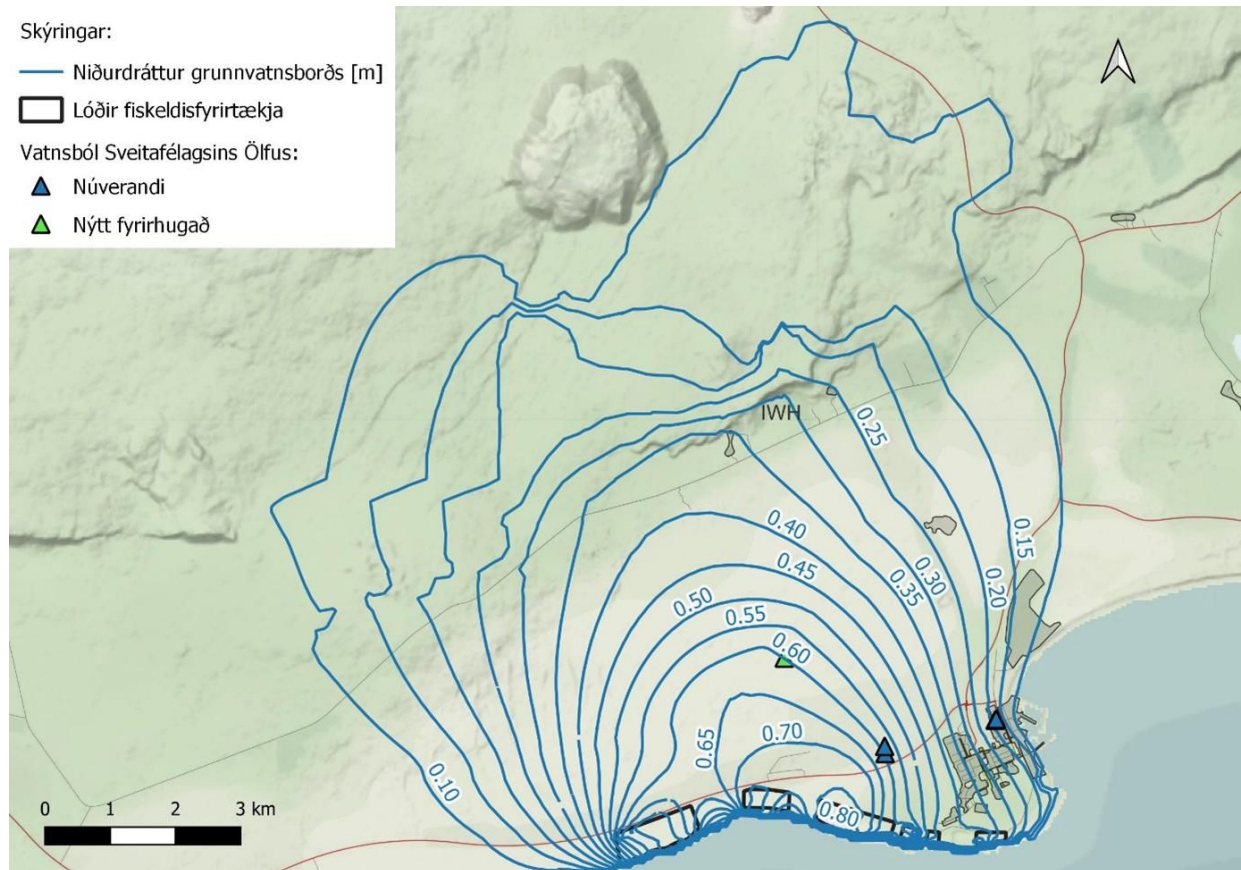 Skýringar:
Niðurdráttur grunnvatnsborðs [m]
Lóðir fiskeldisfyrirtækja
Vatnsból Sveitafélagsins Ölfus:
Núverandi
Nýtt fyrirhugað
IWH
0.25
0.40
0.15
0.45
0.30
0.35
0.50
0.20
0.55
0.60
0.65
0.70
0.10
0.80
0 1 2 3 km